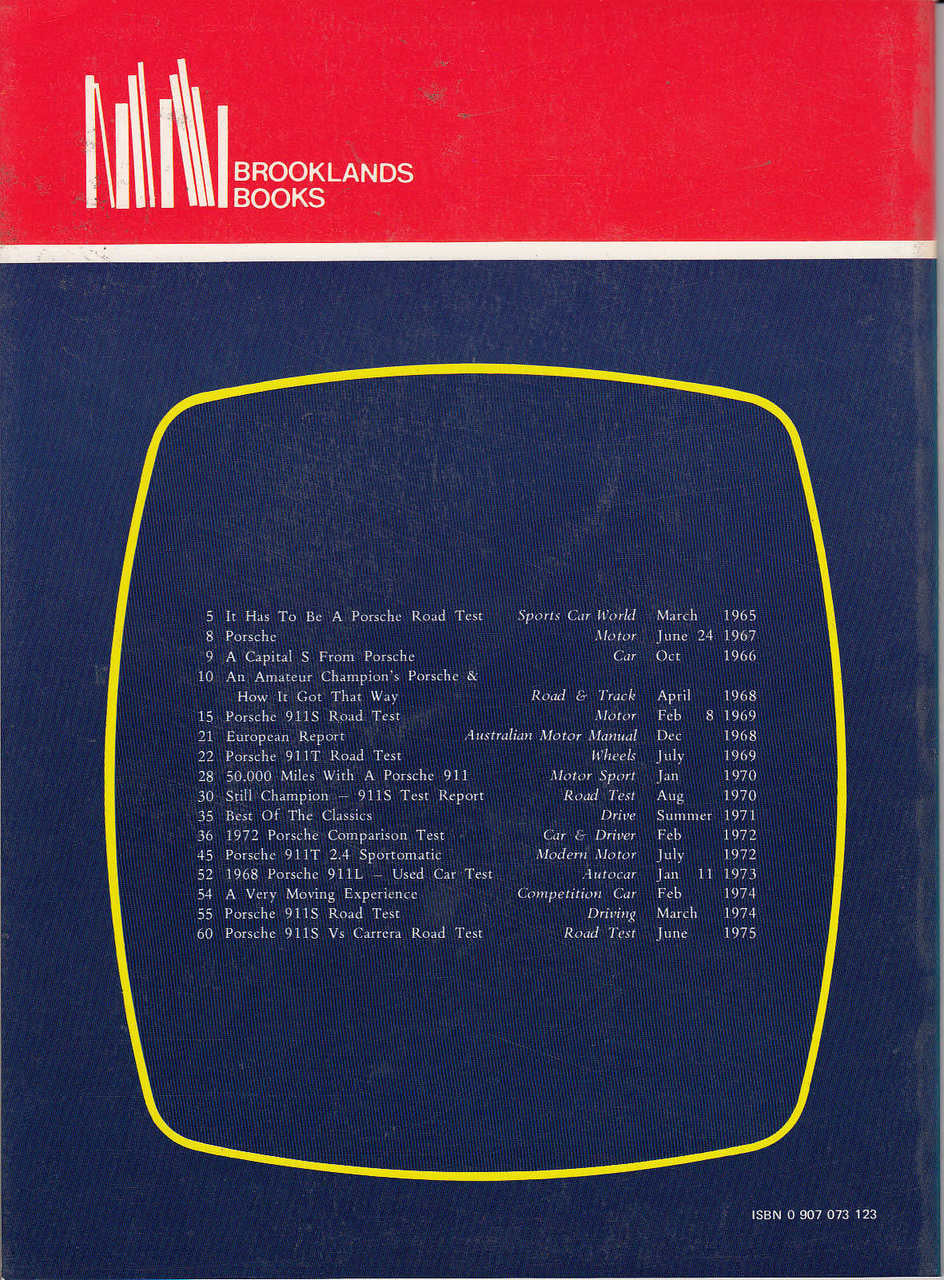 BROOKLANDS
BOOKS
5 It Has To Be A Porsche Road Test Sports Car World March 1965
8 Porsche Motor June 24 1967
9 A Capital S From Porsche Car Oct 1966
10 An Amateur Champion's Porsche &
How It Got That Way Road & Track April 1968
15 Porsche 911S Road Test Motor Feb 8 1969
21 European Report Australian Motor Manual Dec 1968
22 Porsche 911T Road Test Wheels July 1969
28 50.000 Miles With A Porsche 911 Motor Sport Jan 1970
30 Still Champion – 911S Test Report Road Test Aug 1970
35 Best Of The Classics Drive Summer 1971
36 1972 Porsche Comparison Test Car & Driver Feb 1972
45 Porsche 911T 2.4 Sportomatic Modern Motor July 1972
52 1968 Porsche 911L – Used Car Test Autocar Jan 11 1973
54 A Very Moving Experience Competition Car Feb 1974
55 Porsche 911S Road Test Driving March 1974
60 Porsche 911S Vs Carrera Road Test Road Test June 1975
ISBN 0 907 073 123